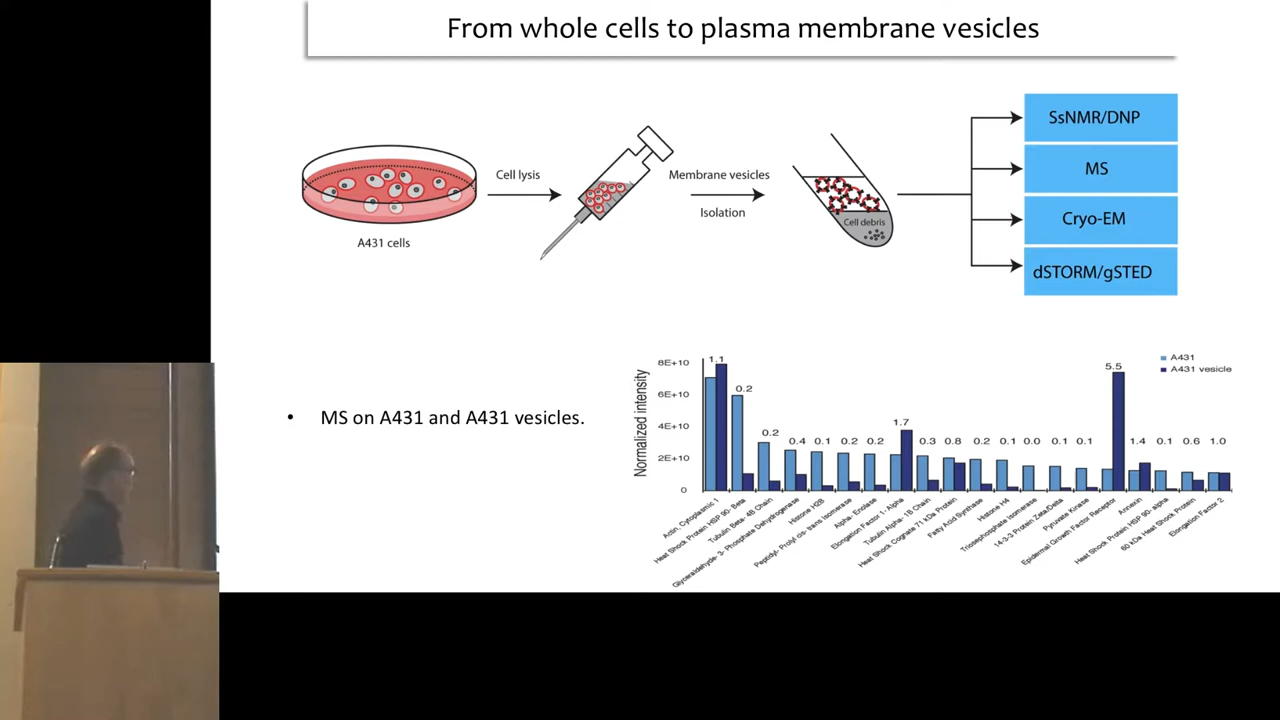 From whole cells to plasma membrane vesicles
A431 cells
Cell lysis
Membrane vesicles
Isolation
Cell debris
SsNMR/DNP
MS
Cryo-EM
dSTORM/gSTED
• MS on A431 and A431 vesicles.
Normalized intensity
8E+10
6E+10
4E+10
2E+10
0
A431
A431 vesicle
1.1
0.2
0.2
0.4
0.1
0.2
0.2
1.7
0.3
0.8
0.2
0.1
0.0
0.1
0.1
5.5
1.4
0.1
0.6
1.0
Actin, Cytoplasmic 1
Heat Shock Protein HSP 90- Beta
Tubulin Beta- 4B Chain
Glyceraldehyde- 3- Phosphate Dehydrogenase
Histone H2B
Peptidyl- Prolyl cis- trans Isomerase
Alpha- Enolase
Elongation Factor 1- Alpha
Tubulin Alpha- 1B Chain
Heat Shock Cognate 71 kDa Protein
Fatty Acid Synthase
Histone H4
Triosephosphate Isomerase
14-3-3 Protein Zeta/Delta
Pyruvate Kinase
Epidermal Growth Factor Receptor
Annexin
Heat Shock Protein HSP 90- alpha
60 kDa Heat Shock Protein
Elongation Factor 2